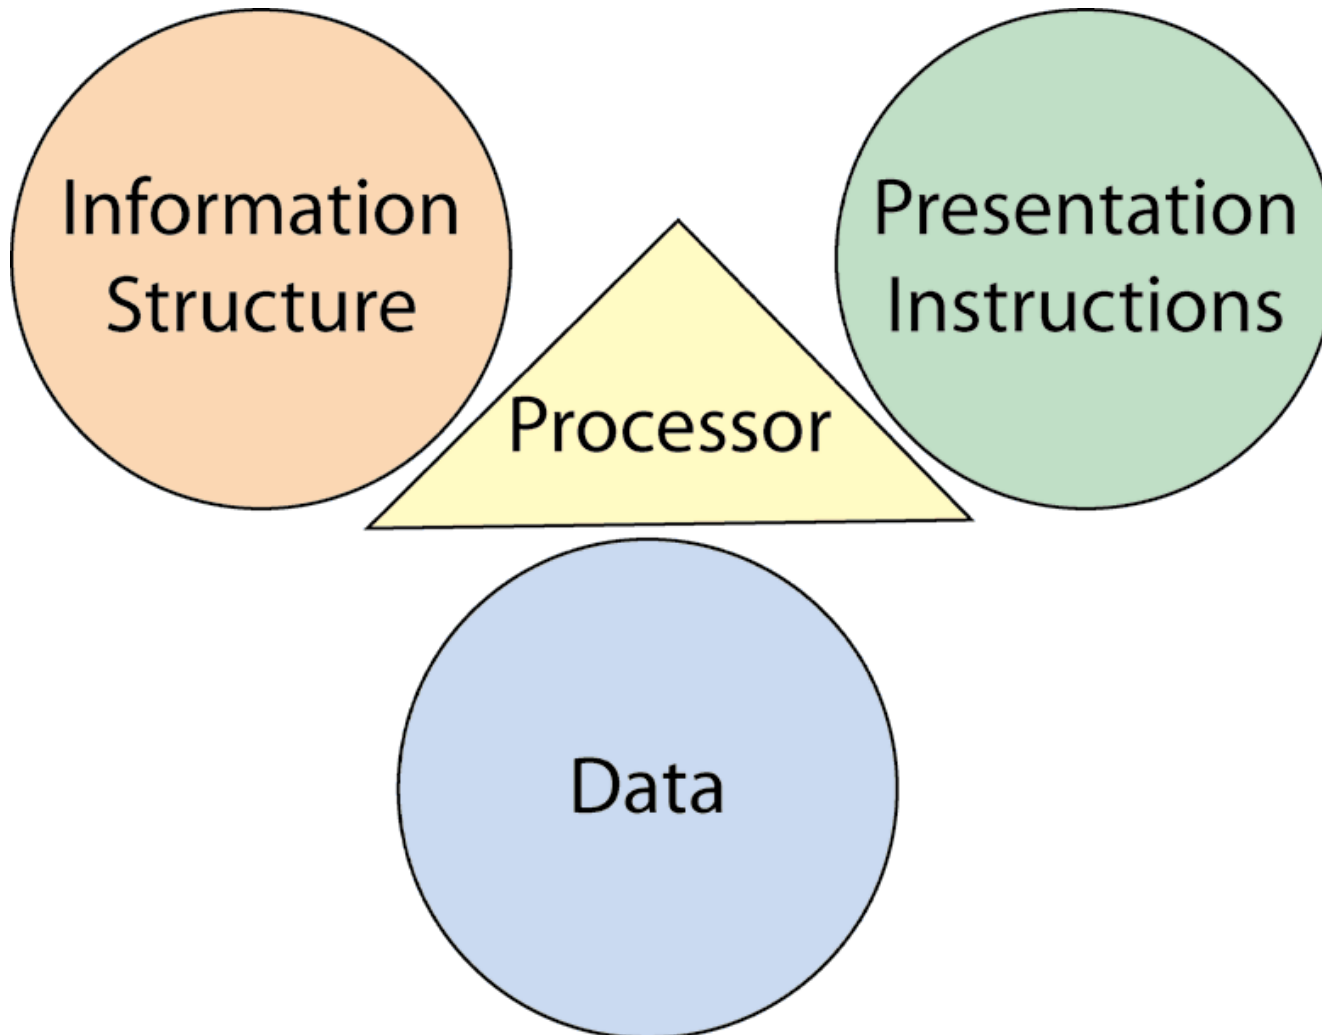 Information
Structure
Presentation
Instructions
Processor
Data